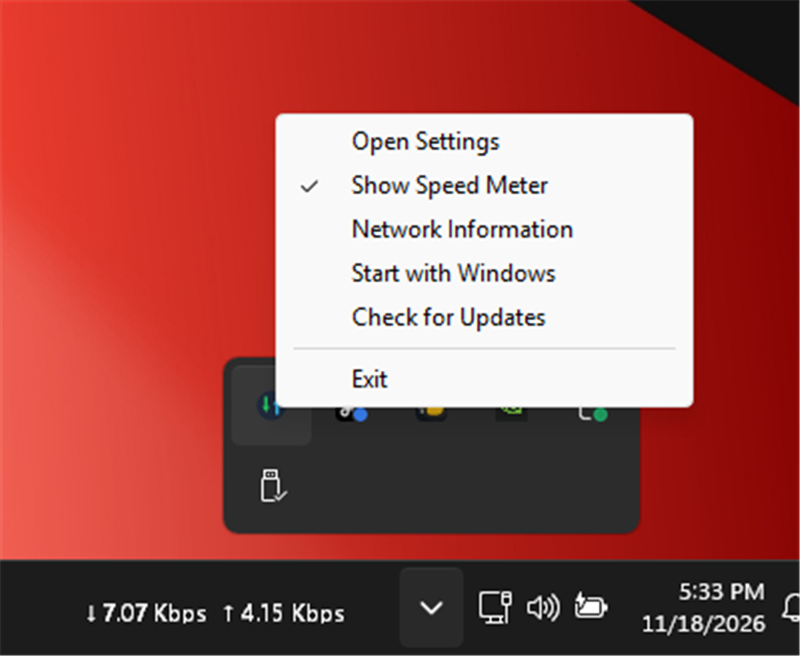 Open Settings
Show Speed Meter
Network Information
Start with Windows
Check for Updates
Exit
↓ 7.07 Kbps ↑ 4.15 Kbps
5:33 PM
11/18/2026